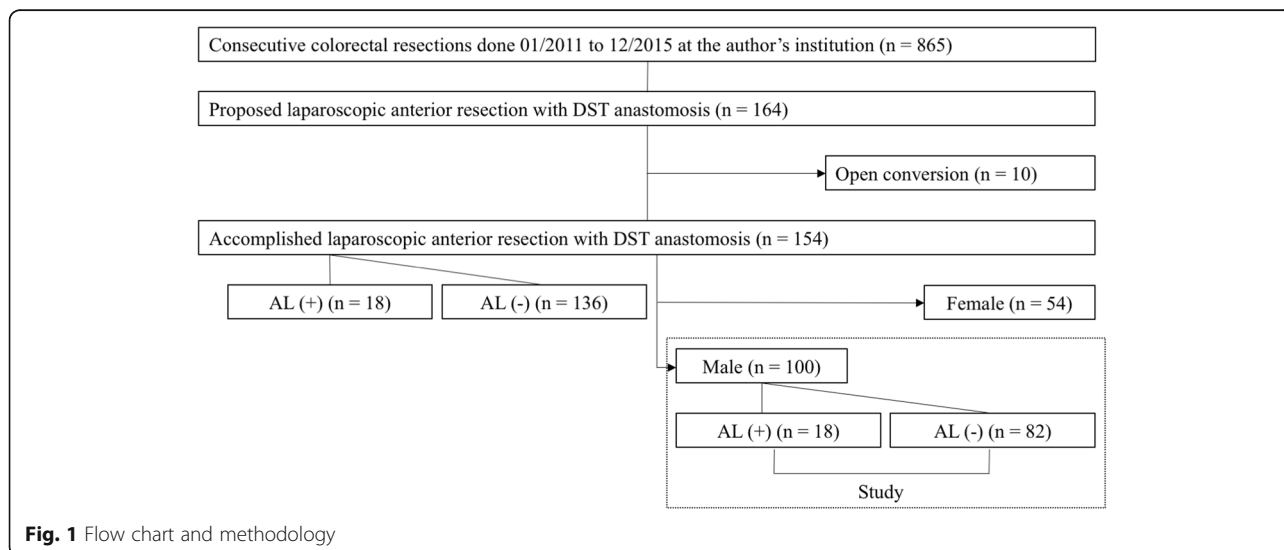 Consecutive colorectal resections done 01/2011 to 12/2015 at the author's institution (n = 865)
Proposed laparoscopic anterior resection with DST anastomosis (n = 164)
Open conversion (n = 10)
Accomplished laparoscopic anterior resection with DST anastomosis (n = 154)
AL (+) (n = 18)
AL (-) (n = 136)
Female (n = 54)
Male (n = 100)
AL (+) (n = 18)
AL (-) (n = 82)
Study
Fig. 1 Flow chart and methodology